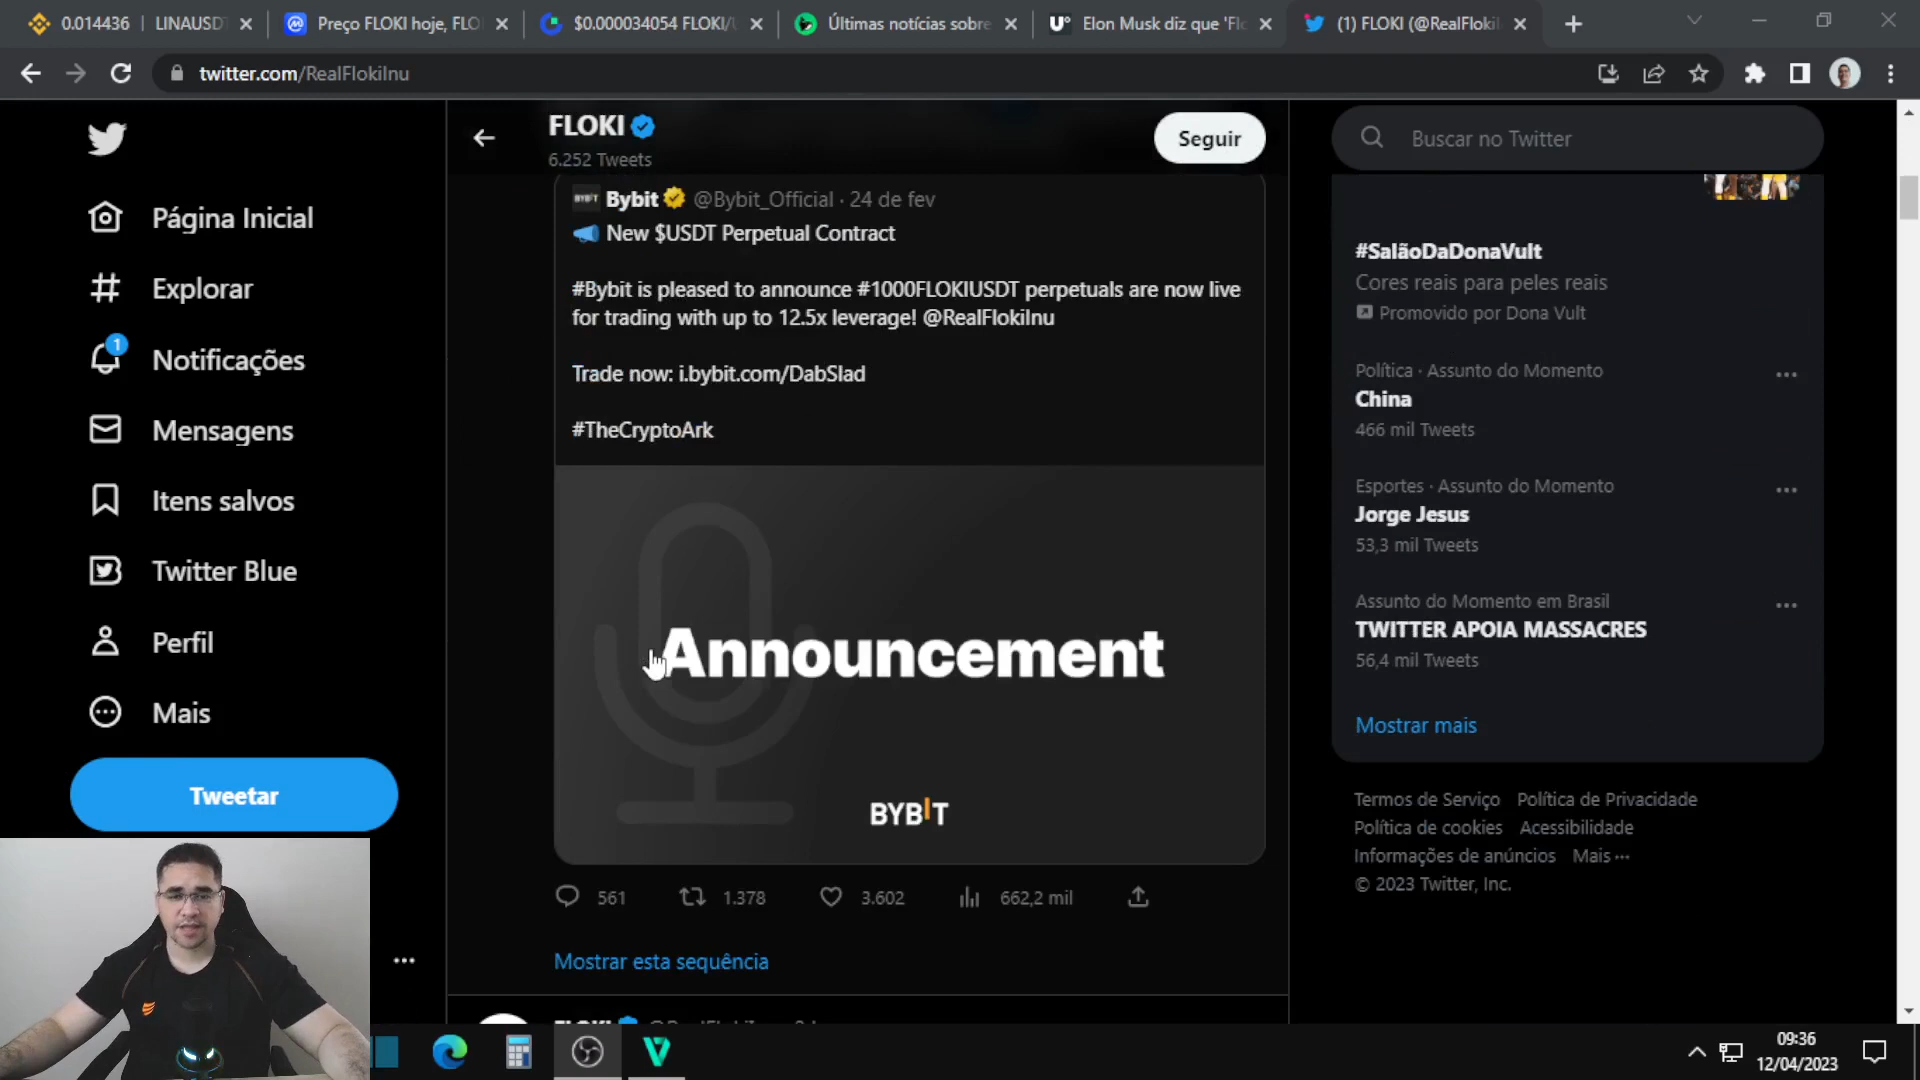 0.014436 | LINAUSDT
Preço FLOKI hoje, FLO
$0.000034054 FLOKI/U
Últimas notícias sobre
U° Elon Musk diz que 'Flo
(1) FLOKI (@RealFlokiI
twitter.com/RealFlokiInu
FLOKI
6.252 Tweets
Seguir
Buscar no Twitter
Página Inicial
Explorar
1
Notificações
Mensagens
Itens salvos
Twitter Blue
Perfil
Mais
Tweetar
BYBIT Bybit @Bybit_Official · 24 de fev
New $USDT Perpetual Contract
#Bybit is pleased to announce #1000FLOKIUSDT perpetuals are now live
for trading with up to 12.5x leverage! @RealFlokiInu
Trade now: i.bybit.com/DabSlad
#TheCryptoArk
Announcement
BYBIT
561 1.378 3.602 662,2 mil
Mostrar esta sequência
#SalãoDaDonaVult
Cores reais para peles reais
Promovido por Dona Vult
Política · Assunto do Momento
China
466 mil Tweets
Esportes · Assunto do Momento
Jorge Jesus
53,3 mil Tweets
Assunto do Momento em Brasil
TWITTER APOIA MASSACRES
56,4 mil Tweets
Mostrar mais
Termos de Serviço Política de Privacidade
Política de cookies Acessibilidade
Informações de anúncios Mais ···
© 2023 Twitter, Inc.
09:36
12/04/2023